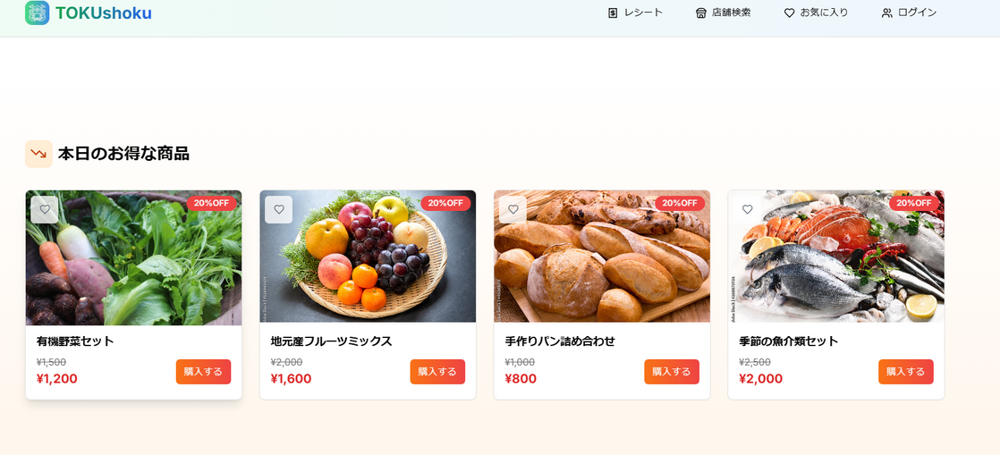 TOKUshoku
レシート
店舗検索
お気に入り
ログイン
本日のお得な商品
20%OFF
20%OFF
20%OFF
20%OFF
有機野菜セット
¥1,500
¥1,200
購入する
地元産フルーツミックス
¥2,000
¥1,600
購入する
手作りパン詰め合わせ
¥1,000
¥800
購入する
季節の魚介類セット
¥2,500
¥2,000
購入する